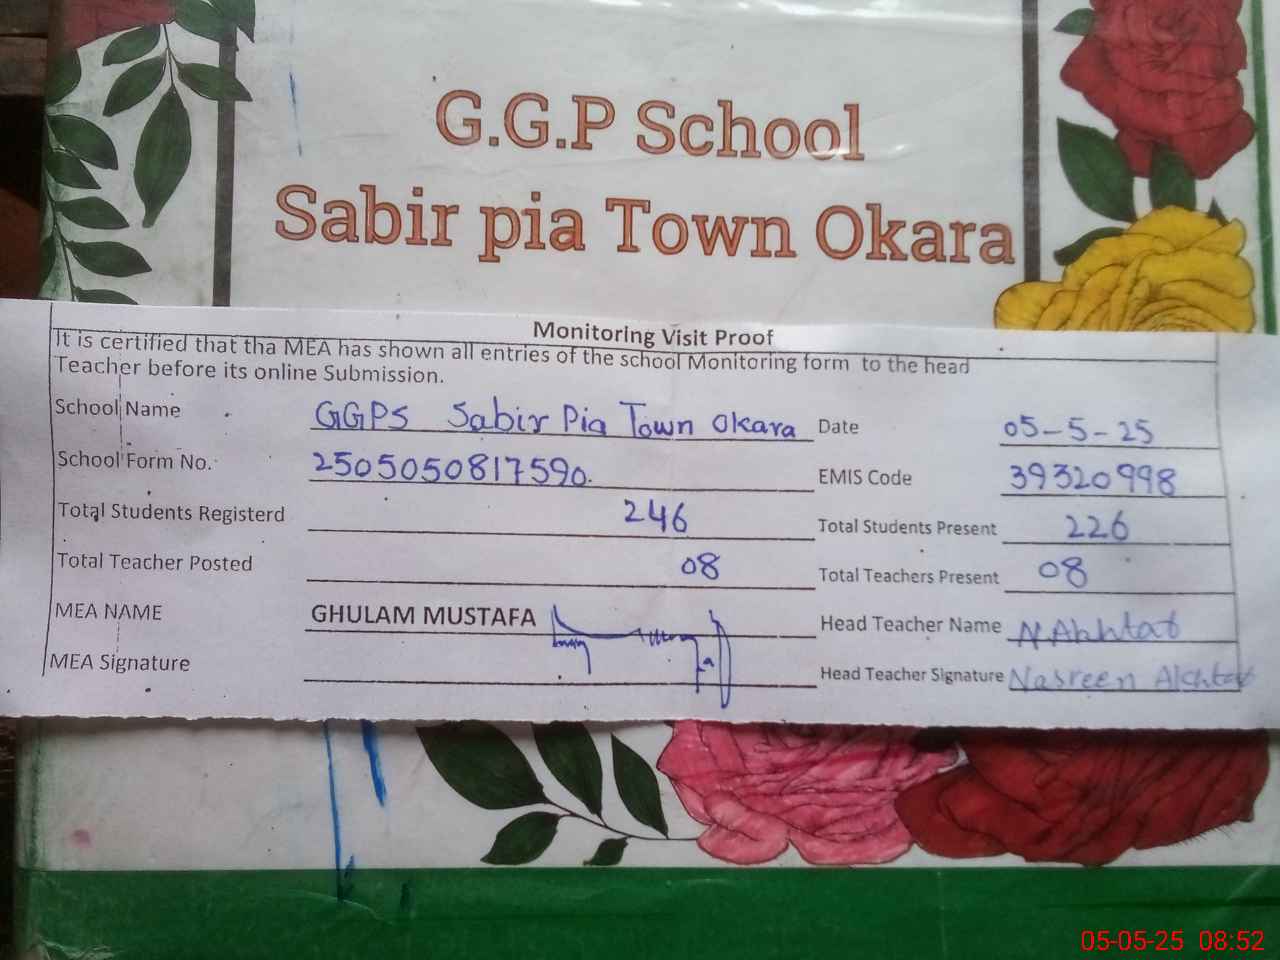 G.G.P School
Sabir pia Town Okara
Monitoring Visit Proof
It is certified that tha MEA has shown all entries of the school Monitoring form to the head
Teacher before its online Submission.
School Name GGPS Sabir Pia Town Okara Date 05-5-25
School Form No. 2505050817590. EMIS Code 39320998
Total Students Registerd 246 Total Students Present 226
Total Teacher Posted 08 Total Teachers Present 08
MEA NAME GHULAM MUSTAFA Head Teacher Name N Akhtar
MEA Signature Head Teacher Signature Nasreen Akhtar
05-05-25 08:52